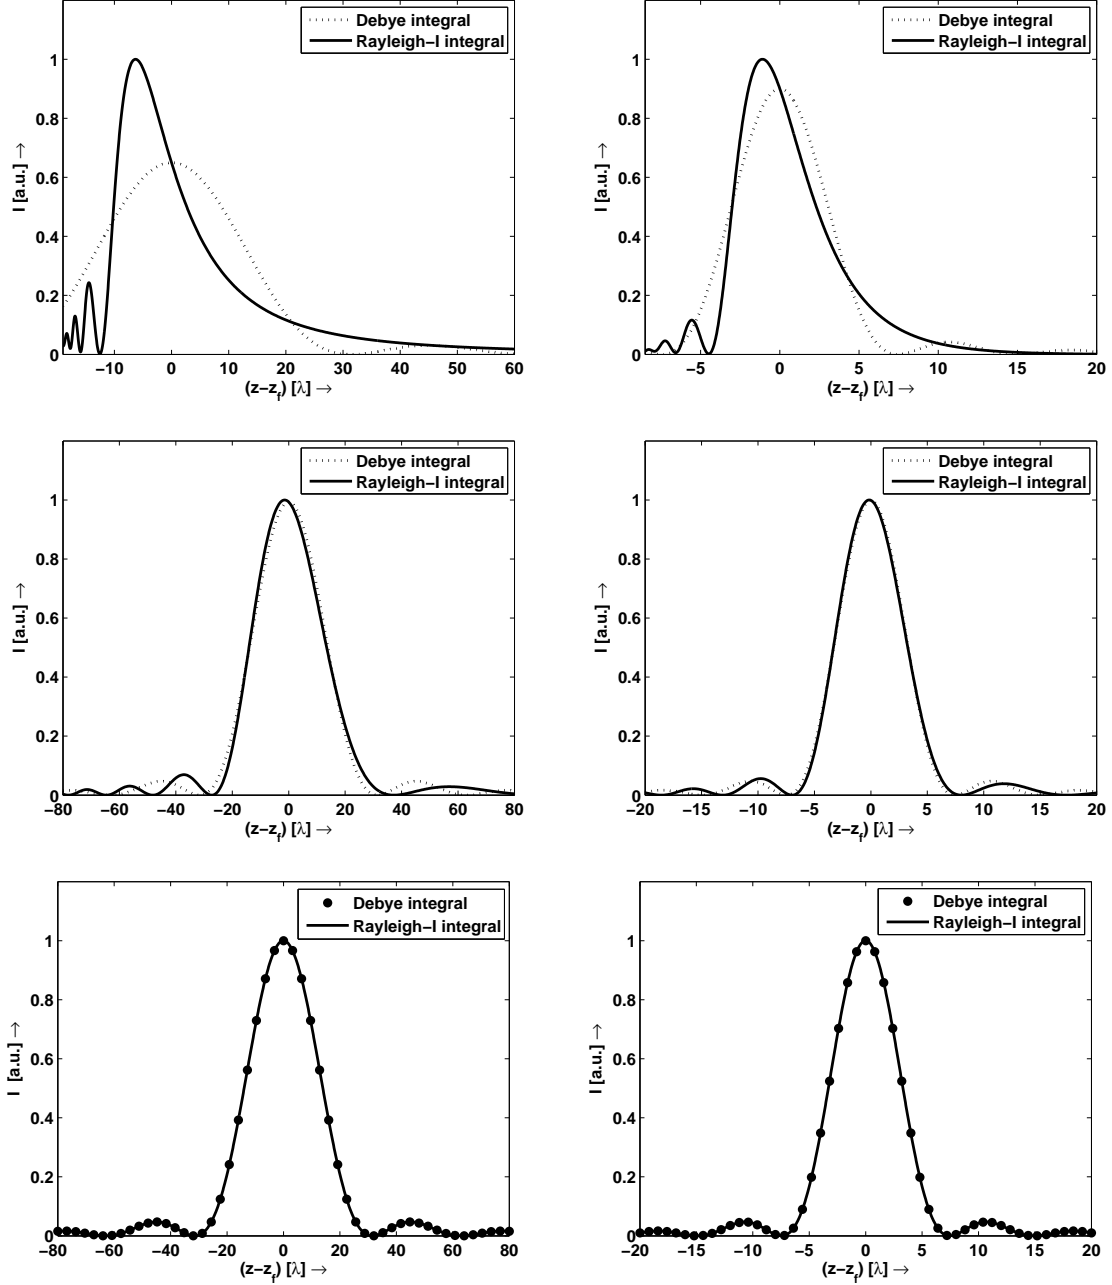 Debye integral
Rayleigh−I integral
I [a.u.] →
1
0.8
0.6
0.4
0.2
0
−10 0 10 20 30 40 50 60
(z−z_f) [λ] →
Debye integral
Rayleigh−I integral
I [a.u.] →
1
0.8
0.6
0.4
0.2
0
−5 0 5 10 15 20
(z−z_f) [λ] →
Debye integral
Rayleigh−I integral
I [a.u.] →
1
0.8
0.6
0.4
0.2
0
−80 −60 −40 −20 0 20 40 60 80
(z−z_f) [λ] →
Debye integral
Rayleigh−I integral
I [a.u.] →
1
0.8
0.6
0.4
0.2
0
−20 −15 −10 −5 0 5 10 15 20
(z−z_f) [λ] →
Debye integral
Rayleigh−I integral
I [a.u.] →
1
0.8
0.6
0.4
0.2
0
−80 −60 −40 −20 0 20 40 60 80
(z−z_f) [λ] →
Debye integral
Rayleigh−I integral
I [a.u.] →
1
0.8
0.6
0.4
0.2
0
−20 −15 −10 −5 0 5 10 15 20
(z−z_f) [λ] →